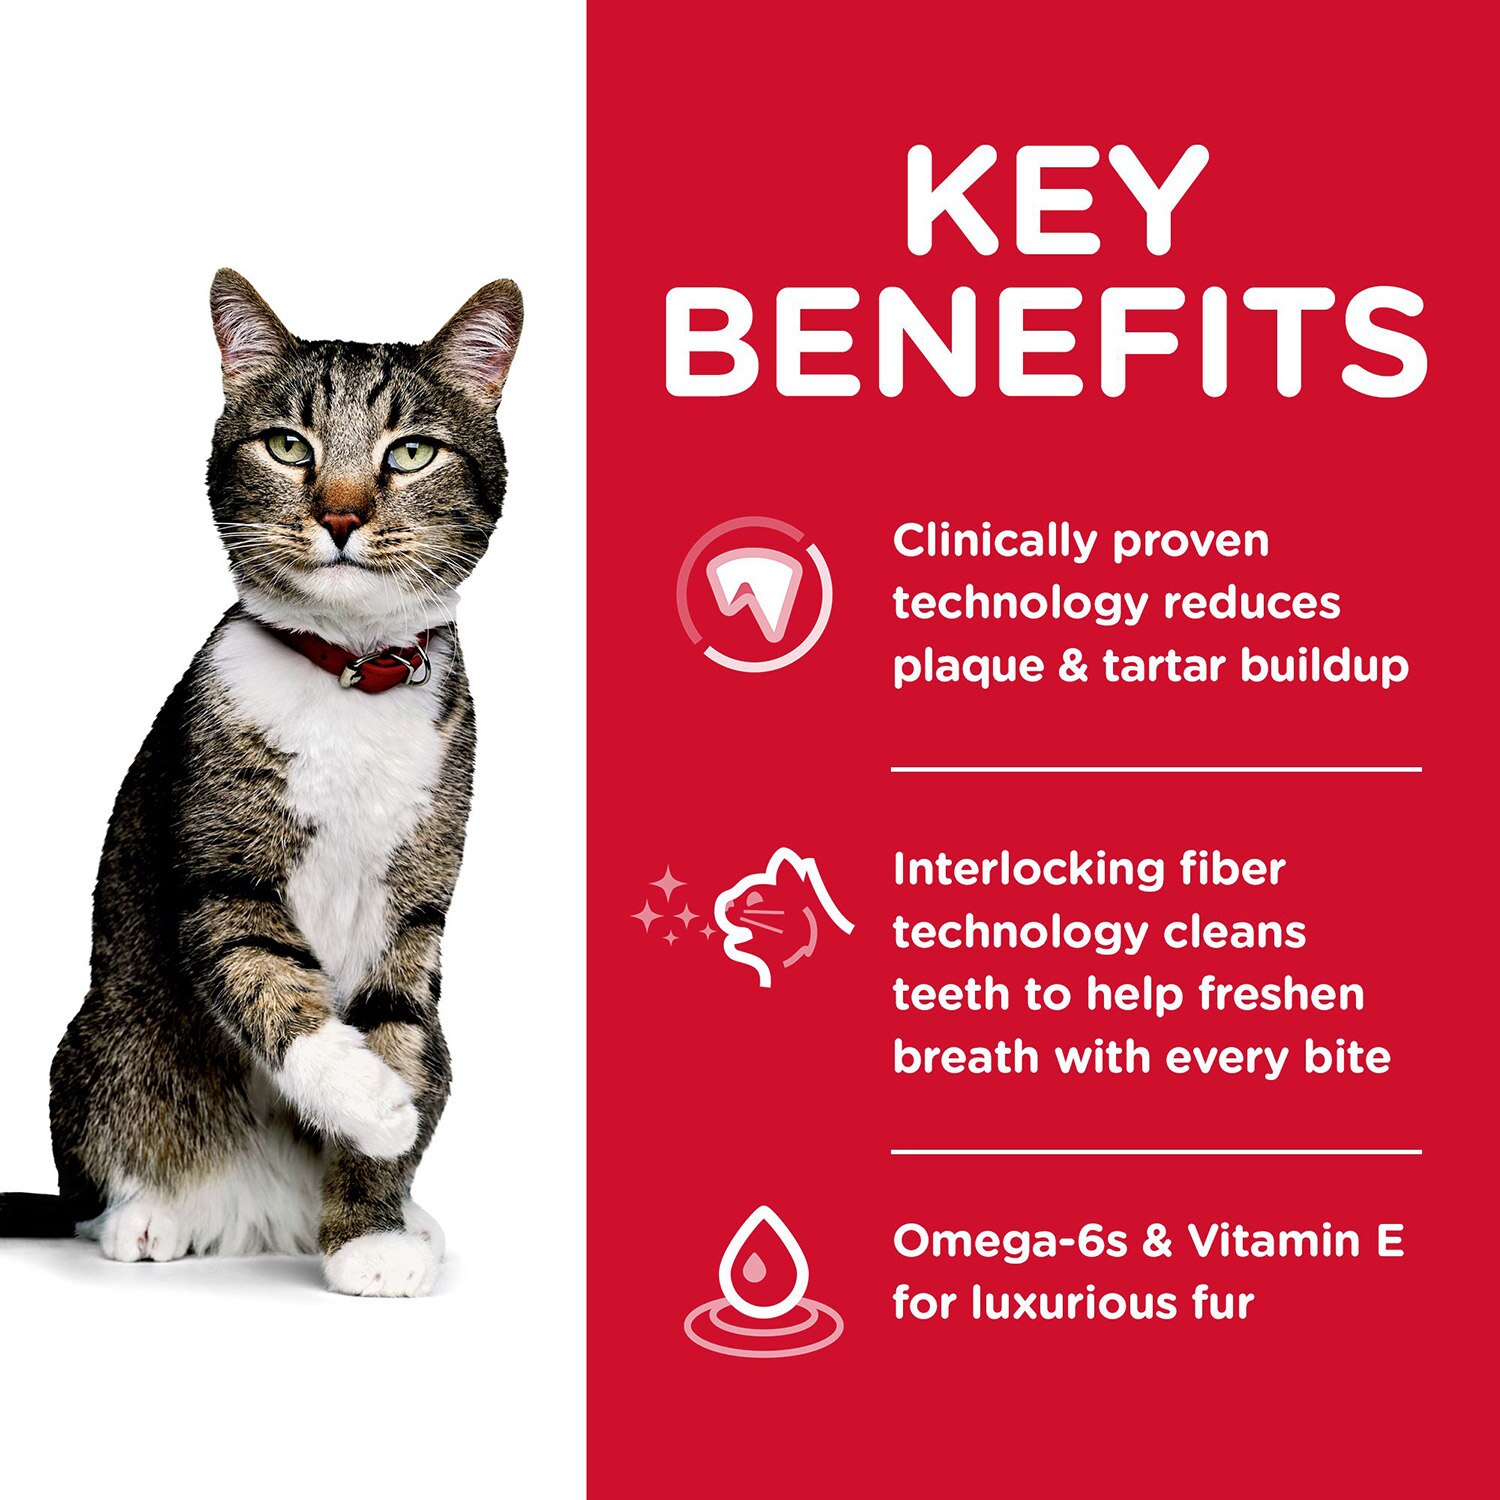 KEY
BENEFITS
Clinically proven
technology reduces
plaque & tartar buildup
Interlocking fiber
technology cleans
teeth to help freshen
breath with every bite
Omega-6s & Vitamin E
for luxurious fur